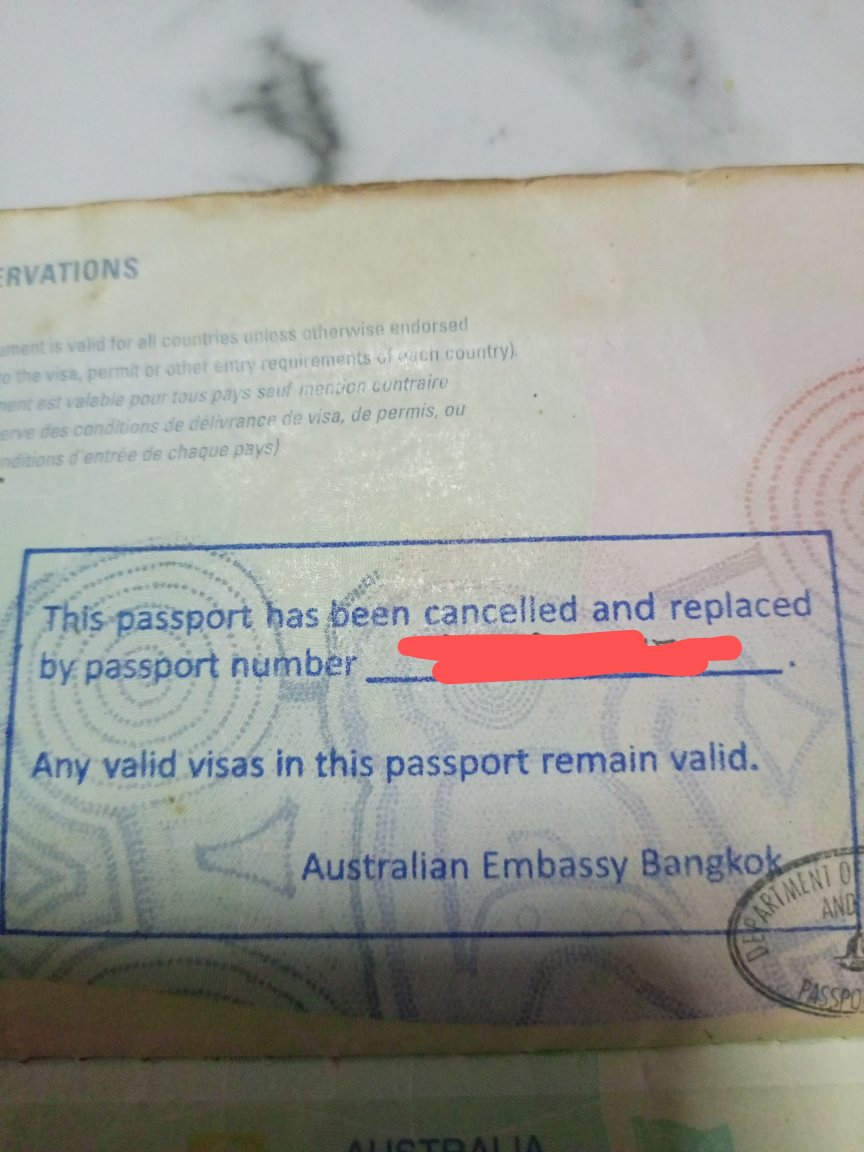 ERVATIONS
ument is valid for all countries unless otherwise endorsed
to the visa, permit or other entry requirements of each country).
ment est valable pour tous pays sauf mention contraire
erve des conditions de délivrance de visa, de permis, ou
nditions d'entrée de chaque pays)
This passport has been cancelled and replaced
by passport number .
Any valid visas in this passport remain valid.
Australian Embassy Bangkok
DEPARTMENT O
AND
PASSPO
AUSTRALIA